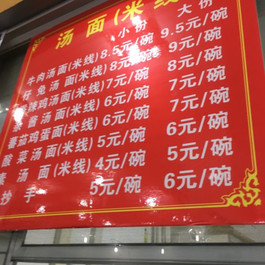 汤面(米线
小份 大份
牛肉汤面(米线) 8.5元/碗 9.5元/碗
仔兔汤面(米线) 8元/碗 9元/碗
辣鸡汤面(米线) 7元/碗 8元/碗
酱汤面(米线) 6元/碗 7元/碗
番茄鸡蛋面(米线) 6元/碗 7元/碗
酸菜汤面(米线) 5元/碗 6元/碗
素汤面(米线) 4元/碗 5元/碗
抄手 5元/碗 6元/碗